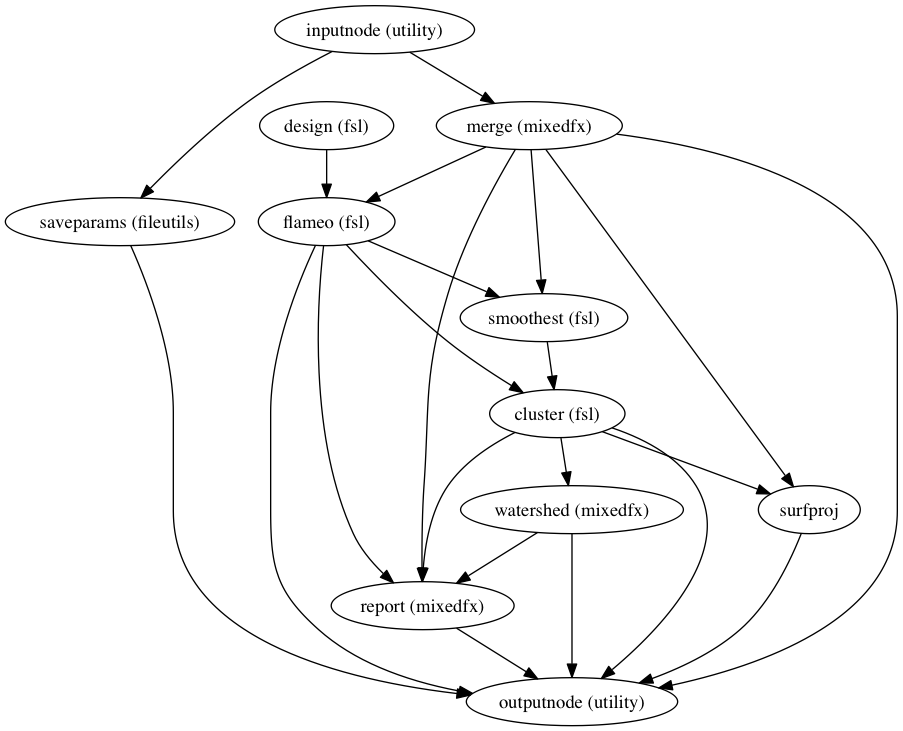 inputnode (utility)
design (fsl)
merge (mixedfx)
saveparams (fileutils)
flameo (fsl)
smoothest (fsl)
cluster (fsl)
watershed (mixedfx)
surfproj
report (mixedfx)
outputnode (utility)